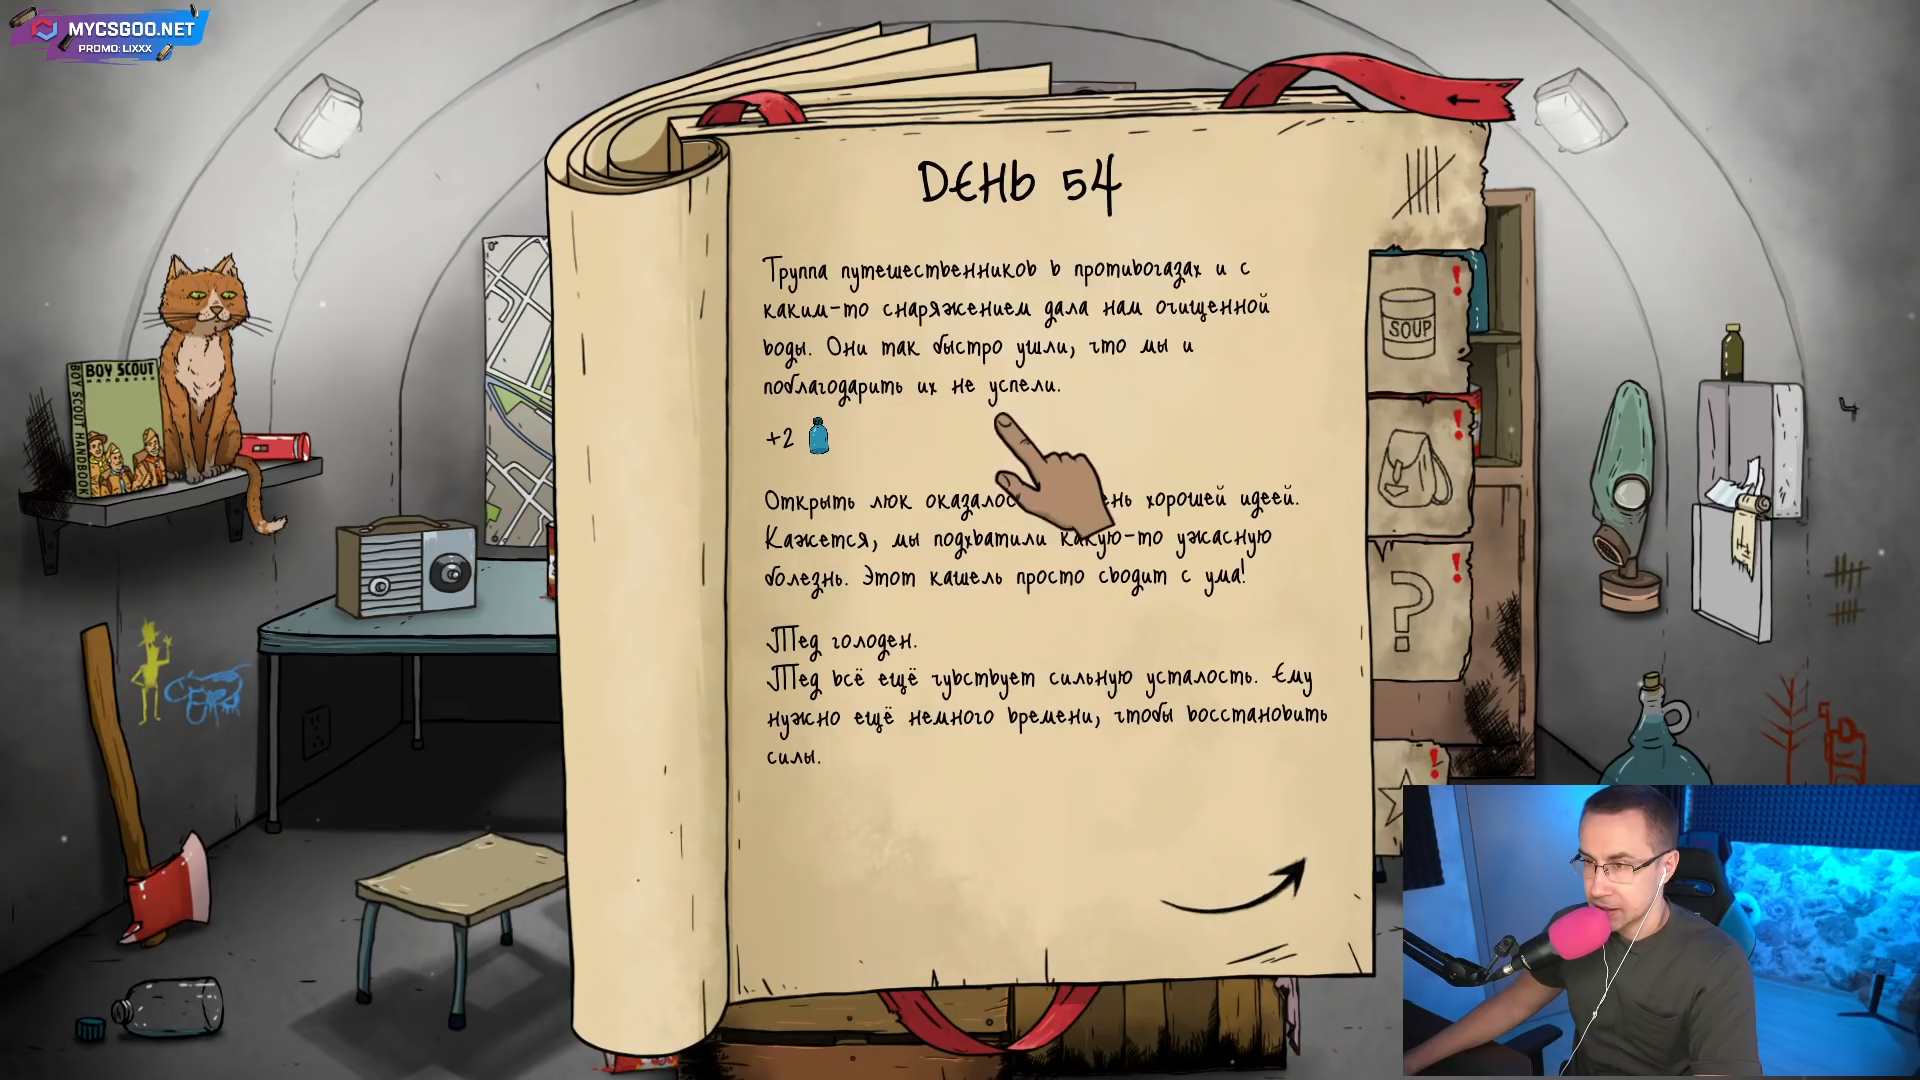 MYCSGOO.NET
PROMO: LIXXX
ДЕНЬ 54
Группа путешественников в противогазах и с
каким-то снаряжением дала нам очищенной
воды. Они так быстро ушли, что мы и
поблагодарить их не успели.
+2
Открыть люк хорошей идеей.
Кажется, мы подхватили какую-то ужасную
болезнь. Этот кашель просто сводит с ума!
Тед голоден.
Тед всё ещё чувствует сильную усталость. Ему
нужно ещё немного времени, чтобы восстановить
силы.
SOUP
!
!
?
!
!
BOY SCOUT
HANDBOOK
BOY SCOUT HANDBOOK